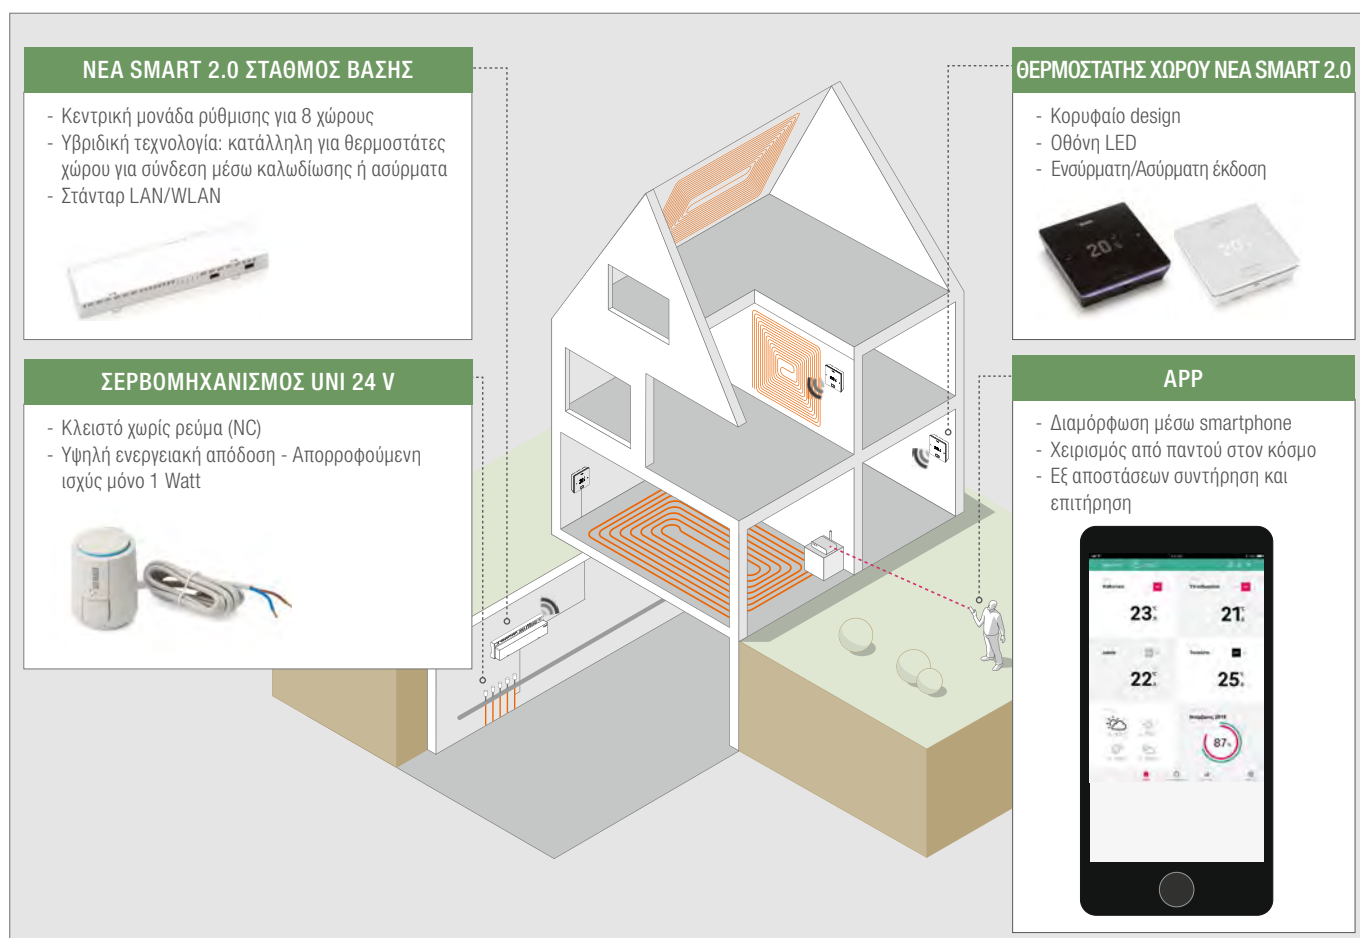 NEA SMART 2.0 ΣΤΑΘΜΟΣ ΒΑΣΗΣ
- Κεντρική μονάδα ρύθμισης για 8 χώρους
- Υβριδική τεχνολογία: κατάλληλη για θερμοστάτες
χώρου για σύνδεση μέσω καλωδίωσης ή ασύρματα
- Στάνταρ LAN/WLAN
ΣΕΡΒΟΜΗΧΑΝΙΣΜΟΣ UNI 24 V
- Κλειστό χωρίς ρεύμα (NC)
- Υψηλή ενεργειακή απόδοση - Απορροφούμενη
ισχύς μόνο 1 Watt
ΘΕΡΜΟΣΤΑΤΗΣ ΧΩΡΟΥ NEA SMART 2.0
- Κορυφαίο design
- Οθόνη LED
- Ενσύρματη/Ασύρματη έκδοση
20
20
APP
- Διαμόρφωση μέσω smartphone
- Χειρισμός από παντού στον κόσμο
- Εξ αποστάσεων συντήρηση και
επιτήρηση
23
21
22
25
87